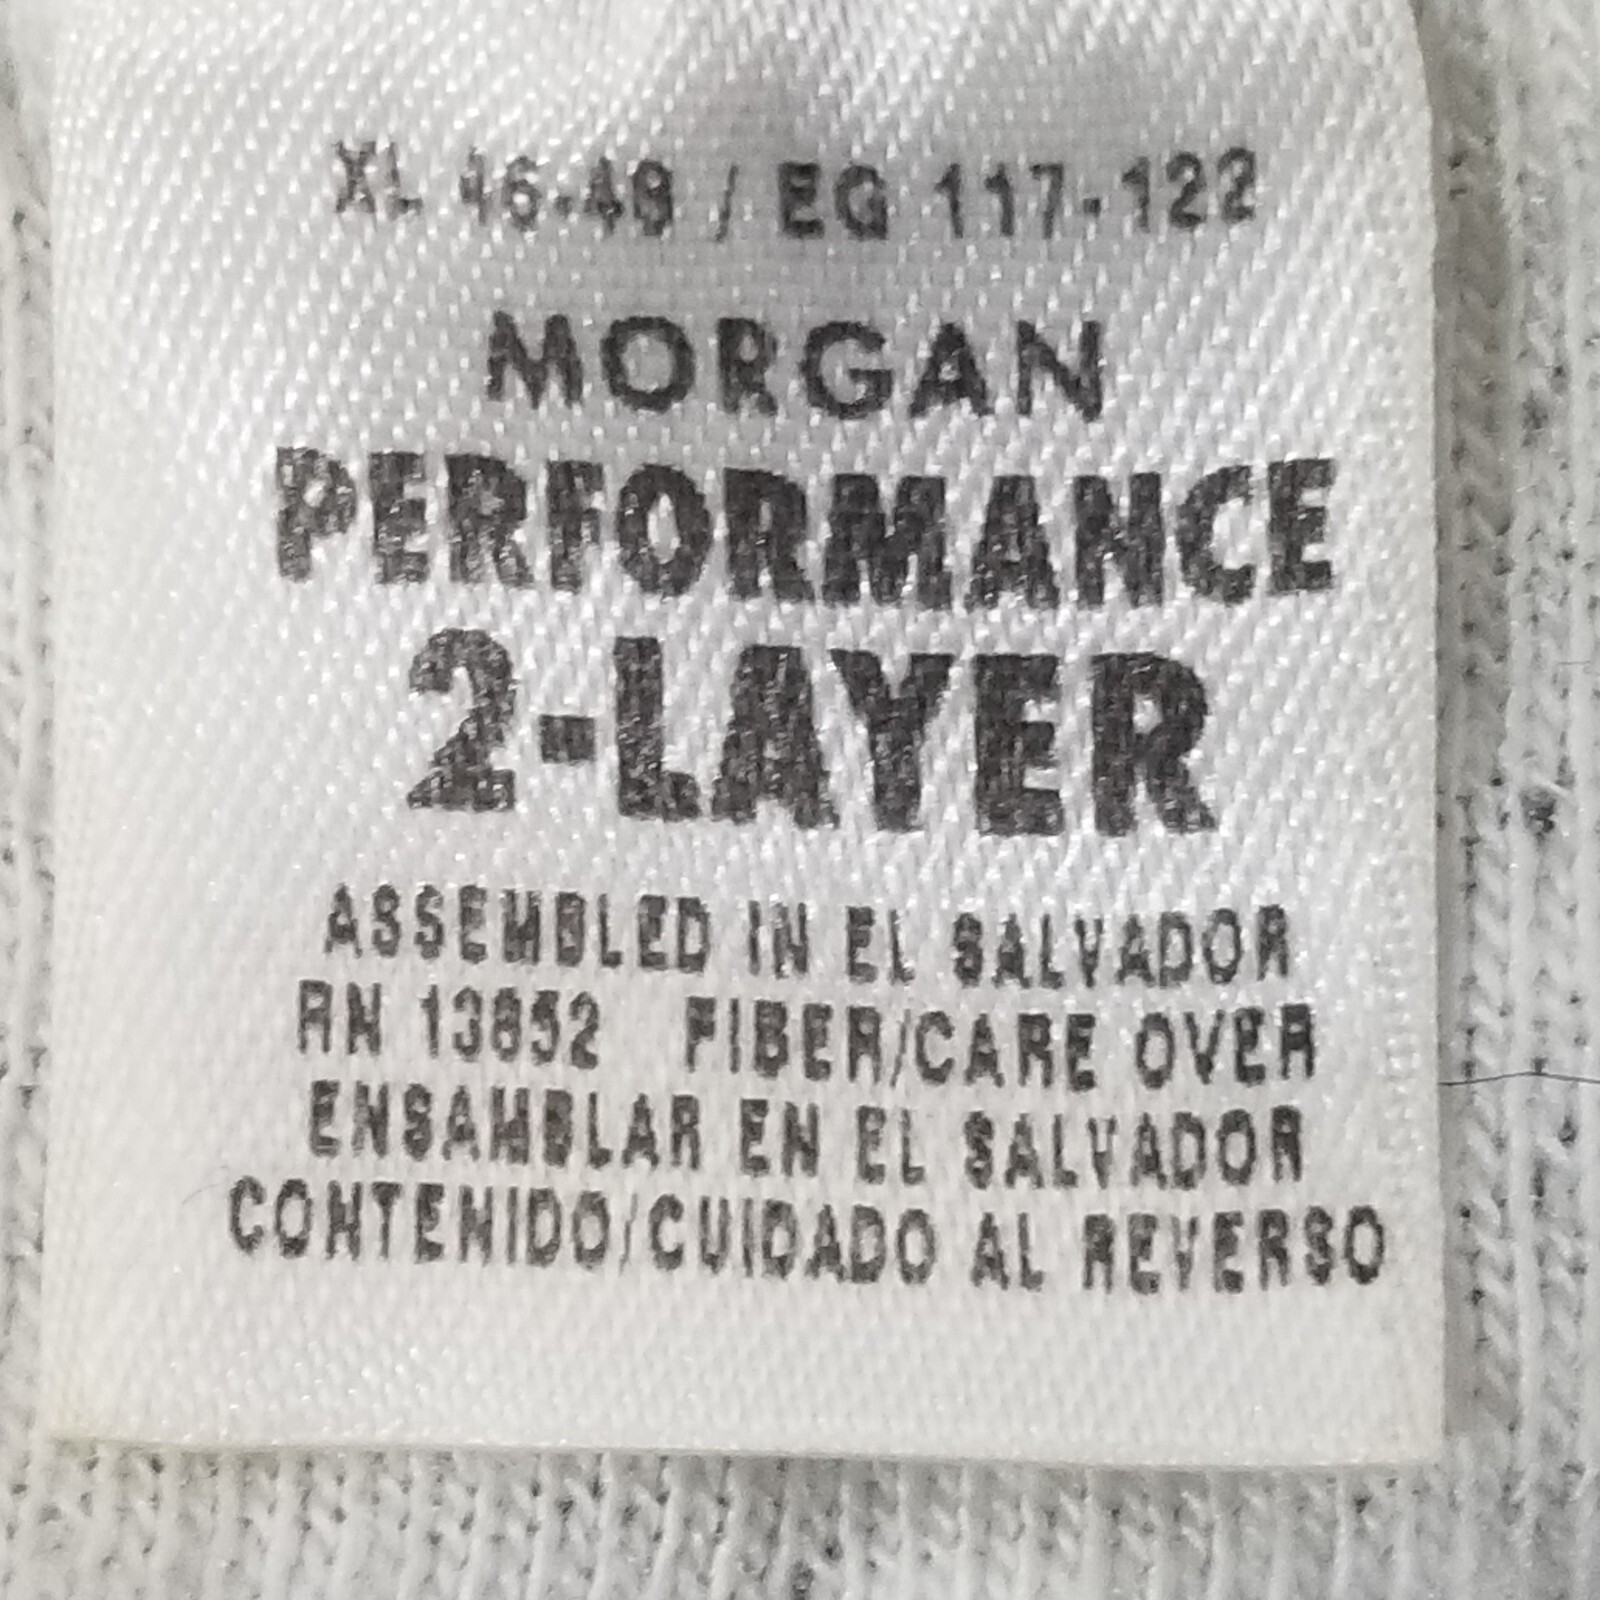 XL 46-48 / EG 117-122
MORGAN
PERFORMANCE
2-LAYER
ASSEMBLED IN EL SALVADOR
RN 13852 FIBER/CARE OVER
ENSAMBLAR EN EL SALVADOR
CONTENIDO/CUIDADO AL REVERSO